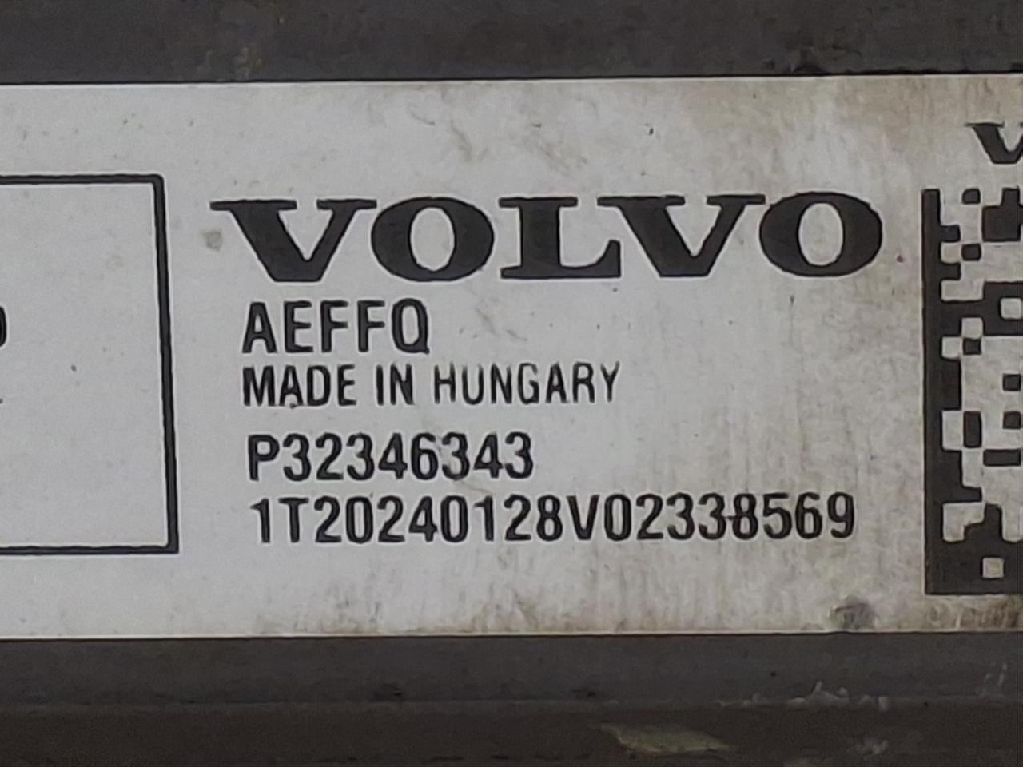 VOLVO
AEFFQ
MADE IN HUNGARY
P32346343
1T20240128V02338569